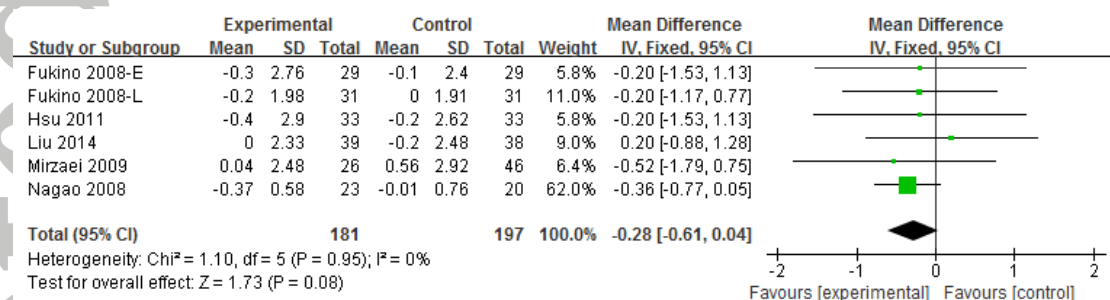 Experimental Control Mean Difference Mean Difference
Study or Subgroup Mean SD Total Mean SD Total Weight IV, Fixed, 95% CI IV, Fixed, 95% CI
Fukino 2008-E -0.3 2.76 29 -0.1 2.4 29 5.8% -0.20 [-1.53, 1.13]
Fukino 2008-L -0.2 1.98 31 0 1.91 31 11.0% -0.20 [-1.17, 0.77]
Hsu 2011 -0.4 2.9 33 -0.2 2.62 33 5.8% -0.20 [-1.53, 1.13]
Liu 2014 0 2.33 39 -0.2 2.48 38 9.0% 0.20 [-0.88, 1.28]
Mirzaei 2009 0.04 2.48 26 0.56 2.92 46 6.4% -0.52 [-1.79, 0.75]
Nagao 2008 -0.37 0.58 23 -0.01 0.76 20 62.0% -0.36 [-0.77, 0.05]
Total (95% CI) 181 197 100.0% -0.28 [-0.61, 0.04]
Heterogeneity: Chi² = 1.10, df = 5 (P = 0.95); I² = 0%
Test for overall effect: Z = 1.73 (P = 0.08)
-2 -1 0 1 2
Favours [experimental] Favours [control]